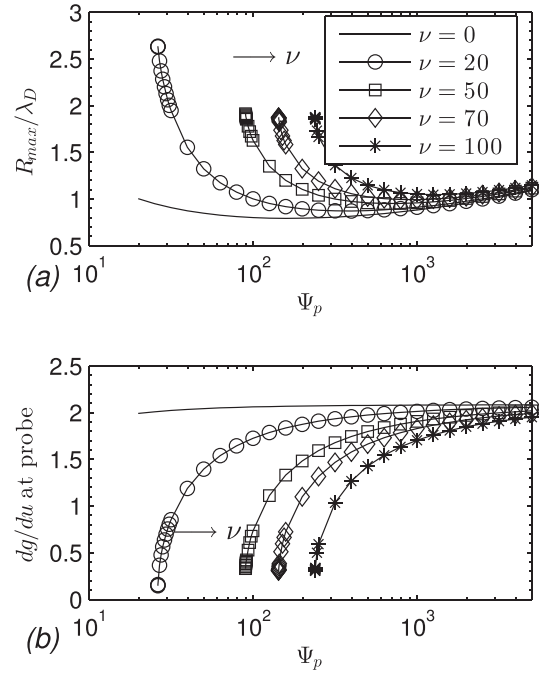 3
2.5
2
1.5
1
0.5
R_{max}/λ_D
→ ν
ν = 0
ν = 20
ν = 50
ν = 70
ν = 100
10^1
10^2
10^3
(a)
Ψ_p
2.5
2
1.5
1
0.5
0
dg/du at probe
→ ν
10^1
10^2
10^3
(b)
Ψ_p